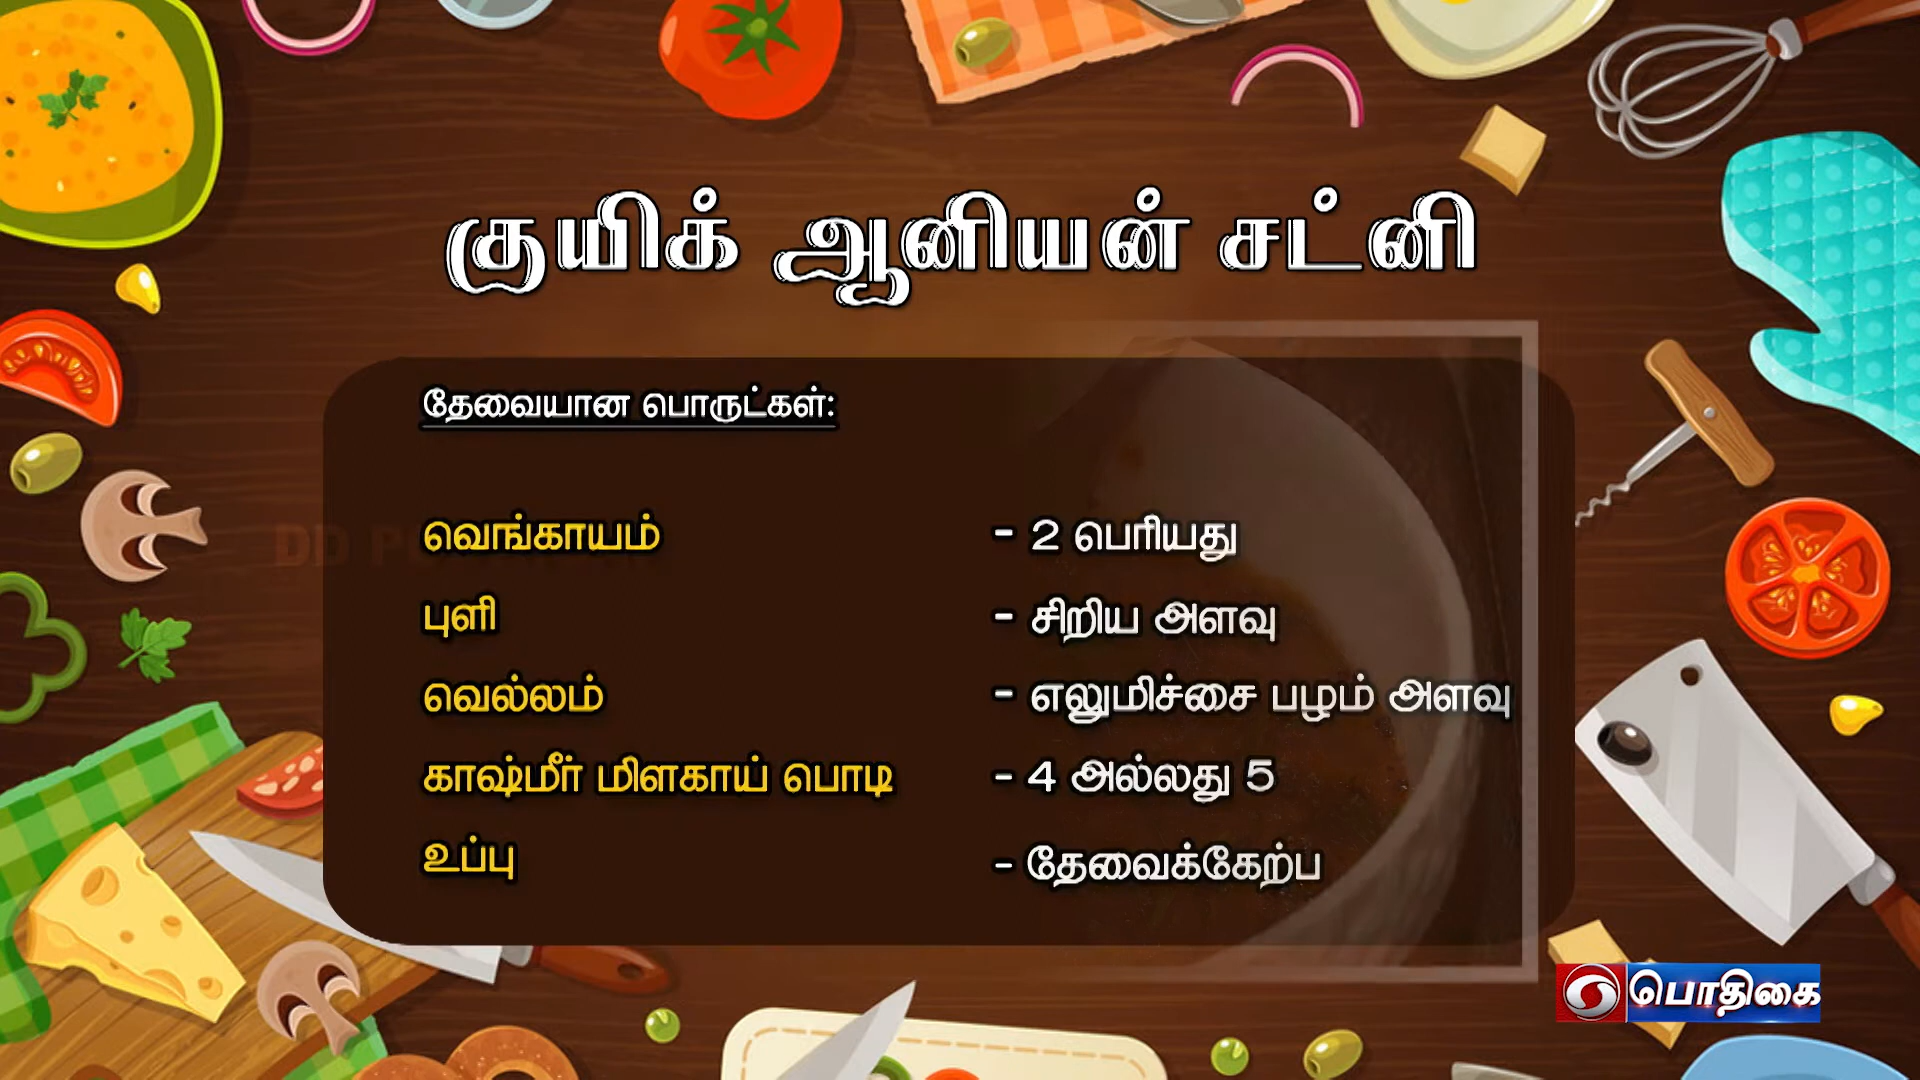 குயிக் ஆனியன் சட்னி
தேவையான பொருட்கள்:
வெங்காயம் - 2 பெரியது
புளி - சிறிய அளவு
வெல்லம் - எலுமிச்சை பழம் அளவு
காஷ்மீர் மிளகாய் பொடி - 4 அல்லது 5
உப்பு - தேவைக்கேற்ப
பொதிகை